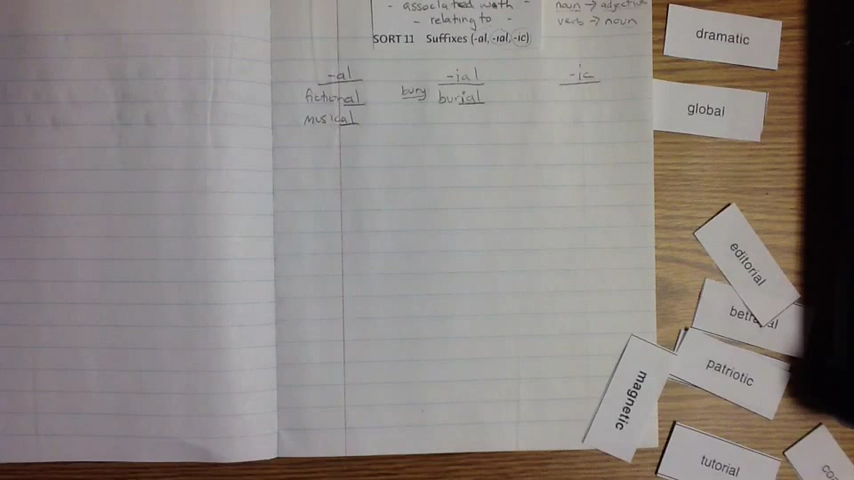 - associated with -
- relating to -
noun → adjective
verb → noun
SORT 11 Suffixes (-al, -ial, -ic)
-al -ial -ic
fictional bury burial
musical
dramatic
global
editorial
patriotic
magnetic
tutorial